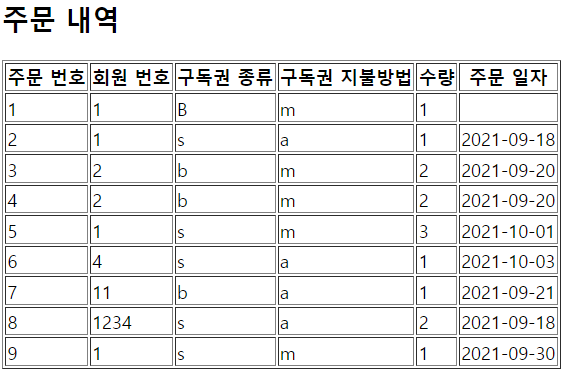 주문 내역
주문 번호 회원 번호 구독권 종류 구독권 지불방법 수량 주문 일자
1 1 B m 1
2 1 s a 1 2021-09-18
3 2 b m 2 2021-09-20
4 2 b m 2 2021-09-20
5 1 s m 3 2021-10-01
6 4 s a 1 2021-10-03
7 11 b a 1 2021-09-21
8 1234 s a 2 2021-09-18
9 1 s m 1 2021-09-30